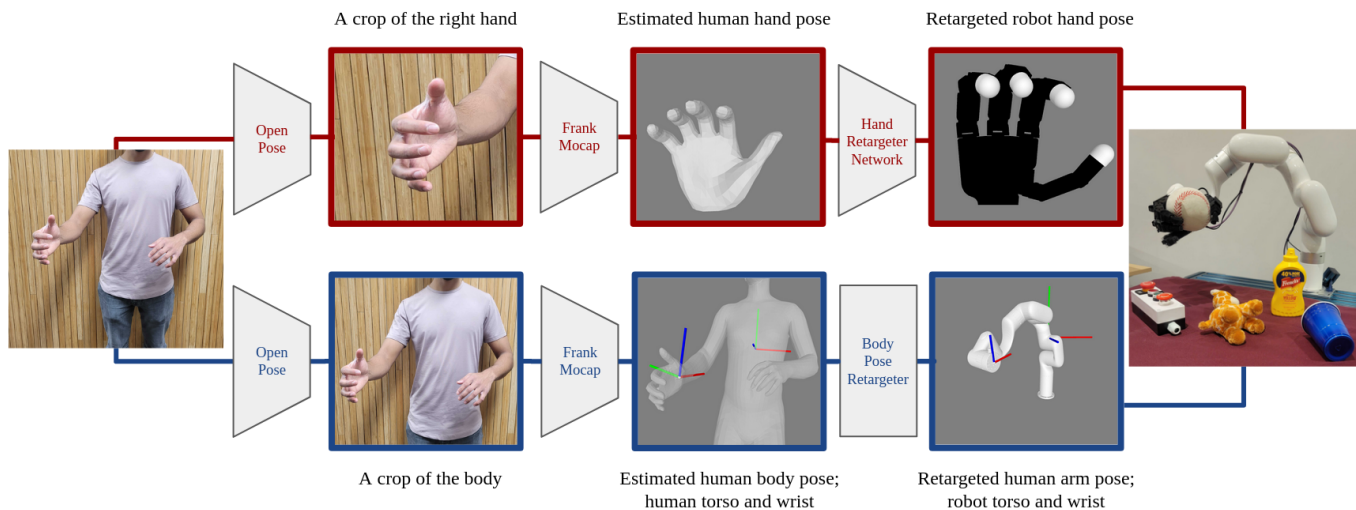 A crop of the right hand
Estimated human hand pose
Retargeted robot hand pose
Open
Pose
Frank
Mocap
Hand
Retargeter
Network
Open
Pose
Frank
Mocap
Body
Pose
Retargeter
A crop of the body
Estimated human body pose;
human torso and wrist
Retargeted human arm pose;
robot torso and wrist